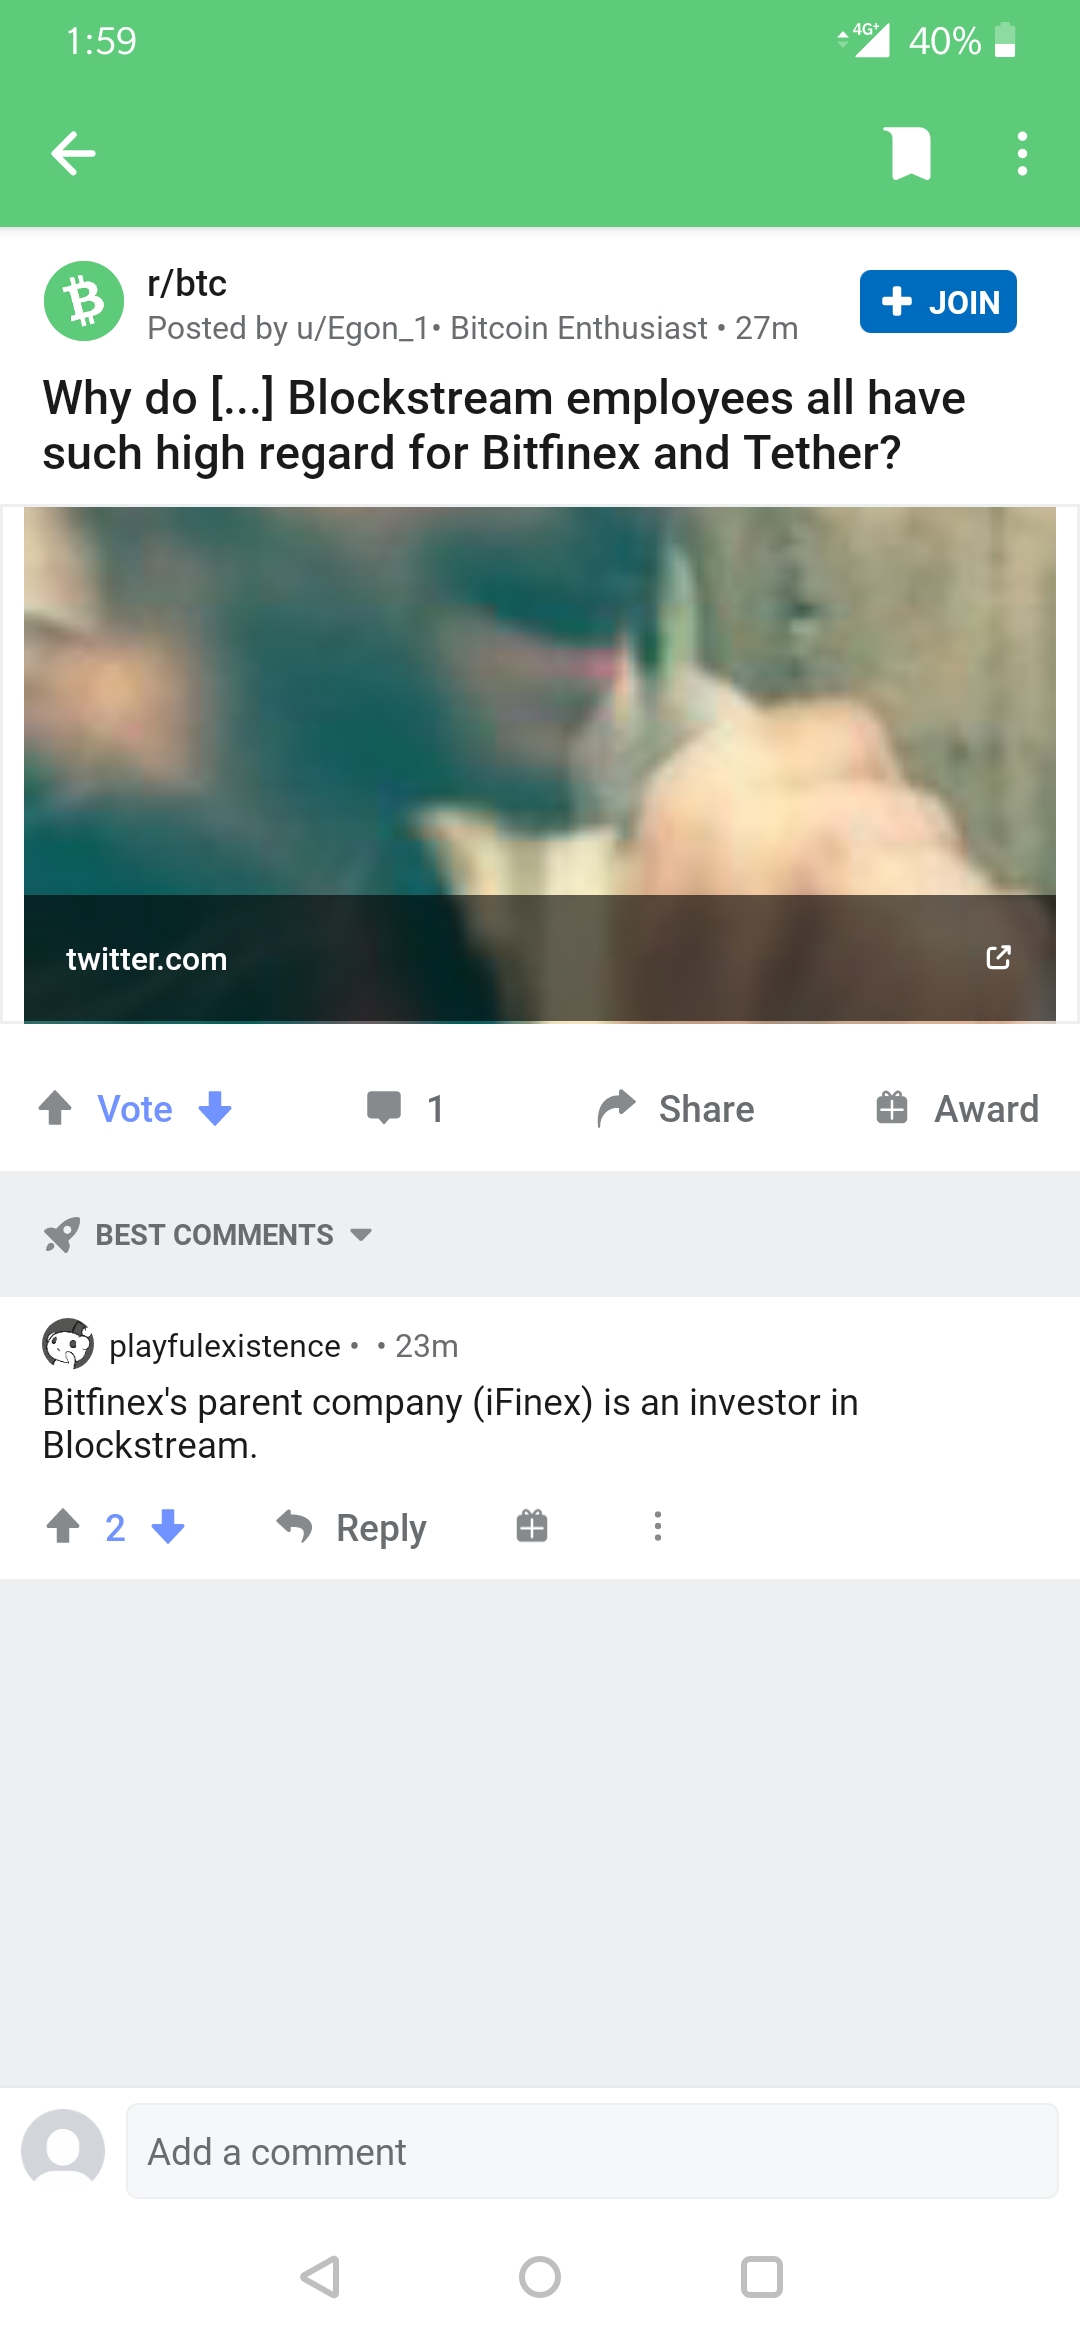 1:59
4G+ 40%
r/btc
Posted by u/Egon_1• Bitcoin Enthusiast • 27m
+ JOIN
Why do [...] Blockstream employees all have
such high regard for Bitfinex and Tether?
twitter.com
Vote 1 Share Award
BEST COMMENTS
playfulexistence • • 23m
Bitfinex's parent company (iFinex) is an investor in
Blockstream.
2 Reply
Add a comment